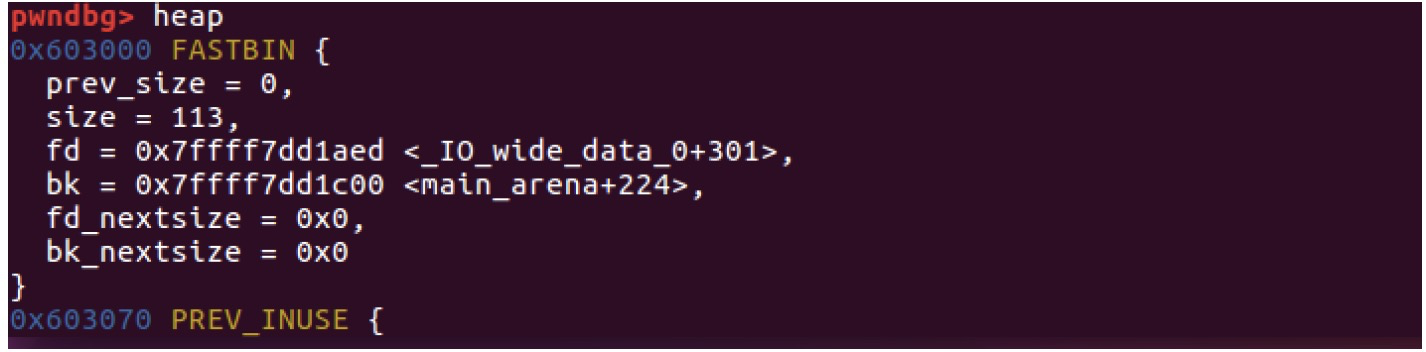 pwndbg> heap
0x603000 FASTBIN {
  prev_size = 0,
  size = 113,
  fd = 0x7ffff7dd1aed <_IO_wide_data_0+301>,
  bk = 0x7ffff7dd1c00 <main_arena+224>,
  fd_nextsize = 0x0,
  bk_nextsize = 0x0
}
0x603070 PREV_INUSE {